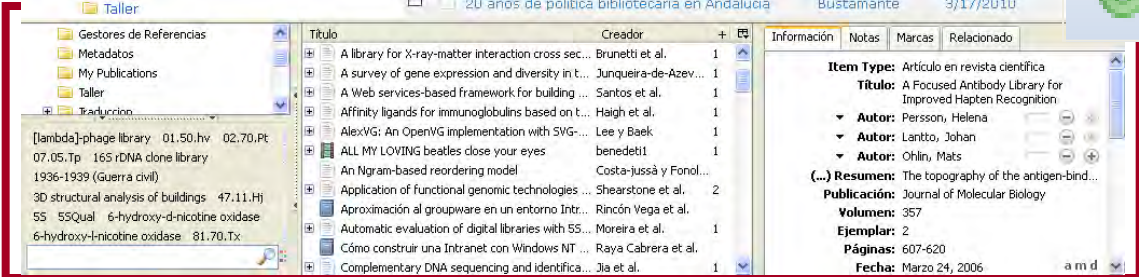 Taller
20 años de política bibliotecaria en Andalucía Bustamante 3/17/2010
Gestores de Referencias
Metadatos
My Publications
Taller
Traduccion
[lambda]-phage library 01.50.hv 02.70.Pt
07.05.Tp 16S rDNA clone library
1936-1939 (Guerra civil)
3D structural analysis of buildings 47.11.Hj
5S 5SQual 6-hydroxy-d-nicotine oxidase
6-hydroxy-l-nicotine oxidase 81.70.Tx
Título Creador +
A library for X-ray-matter interaction cross sec... Brunetti et al. 1
A survey of gene expression and diversity in t... Junqueira-de-Azev... 1
A Web services-based framework for building ... Santos et al. 1
Affinity ligands for immunoglobulins based on t... Haigh et al. 1
AlexVG: An OpenVG implementation with SVG-... Lee y Baek 1
ALL MY LOVING beatles close your eyes benedeti1 1
An Ngram-based reordering model Costa-jussà y Fonol...
Application of functional genomic technologies ... Shearstone et al. 2
Aproximación al groupware en un entorno Intr... Rincón Vega et al.
Automatic evaluation of digital libraries with 5S... Moreira et al. 1
Cómo construir una Intranet con Windows NT ... Raya Cabrera et al.
Complementary DNA sequencing and identifica... Jia et al. 1
Información Notas Marcas Relacionado
Item Type: Artículo en revista científica
Título: A Focused Antibody Library for
Improved Hapten Recognition
Autor: Persson, Helena
Autor: Lantto, Johan
Autor: Ohlin, Mats
(...) Resumen: The topography of the antigen-bind...
Publicación: Journal of Molecular Biology
Volumen: 357
Ejemplar: 2
Páginas: 607-620
Fecha: Marzo 24, 2006 a m d